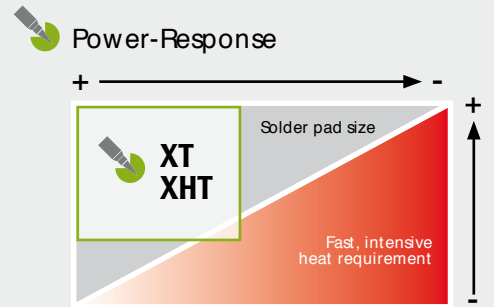 Power-Response
+ -
+
Solder pad size
XT
XHT
Fast, intensive
heat requirement
-